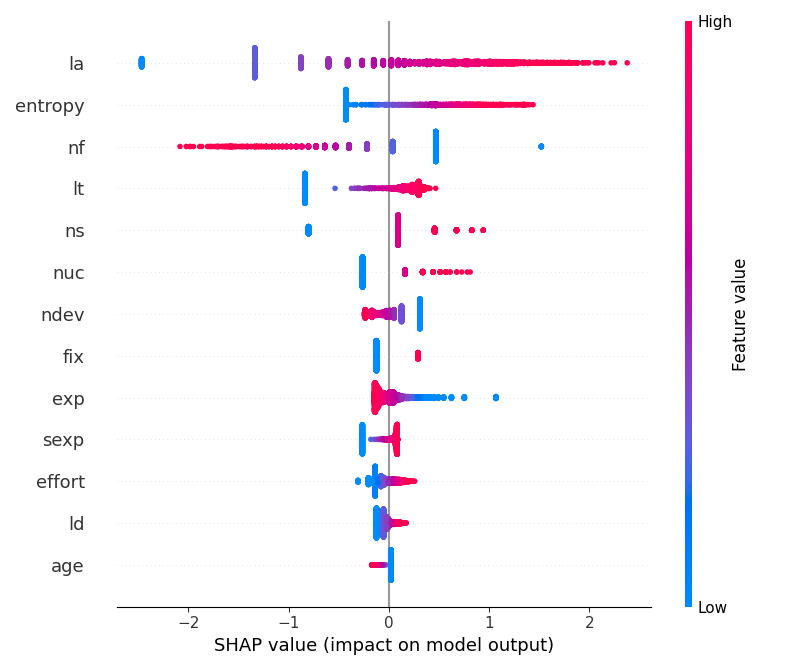 High
la
entropy
nf
lt
ns
nuc
ndev
fix
exp
sexp
effort
ld
age
Feature value
Low
−2 −1 0 1 2
SHAP value (impact on model output)